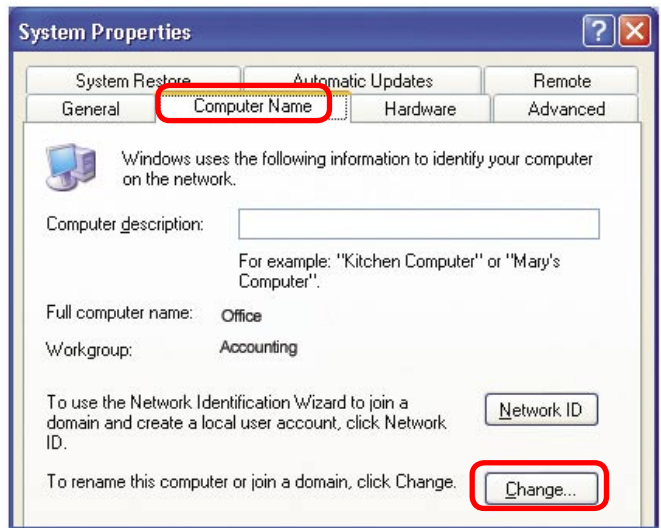 System Properties
System Restore Automatic Updates Remote
General Computer Name Hardware Advanced
Windows uses the following information to identify your computer
on the network.
Computer description:
For example: "Kitchen Computer" or "Mary's
Computer".
Full computer name: Office
Workgroup: Accounting
To use the Network Identification Wizard to join a
domain and create a local user account, click Network
ID.
Network ID
To rename this computer or join a domain, click Change.
Change...